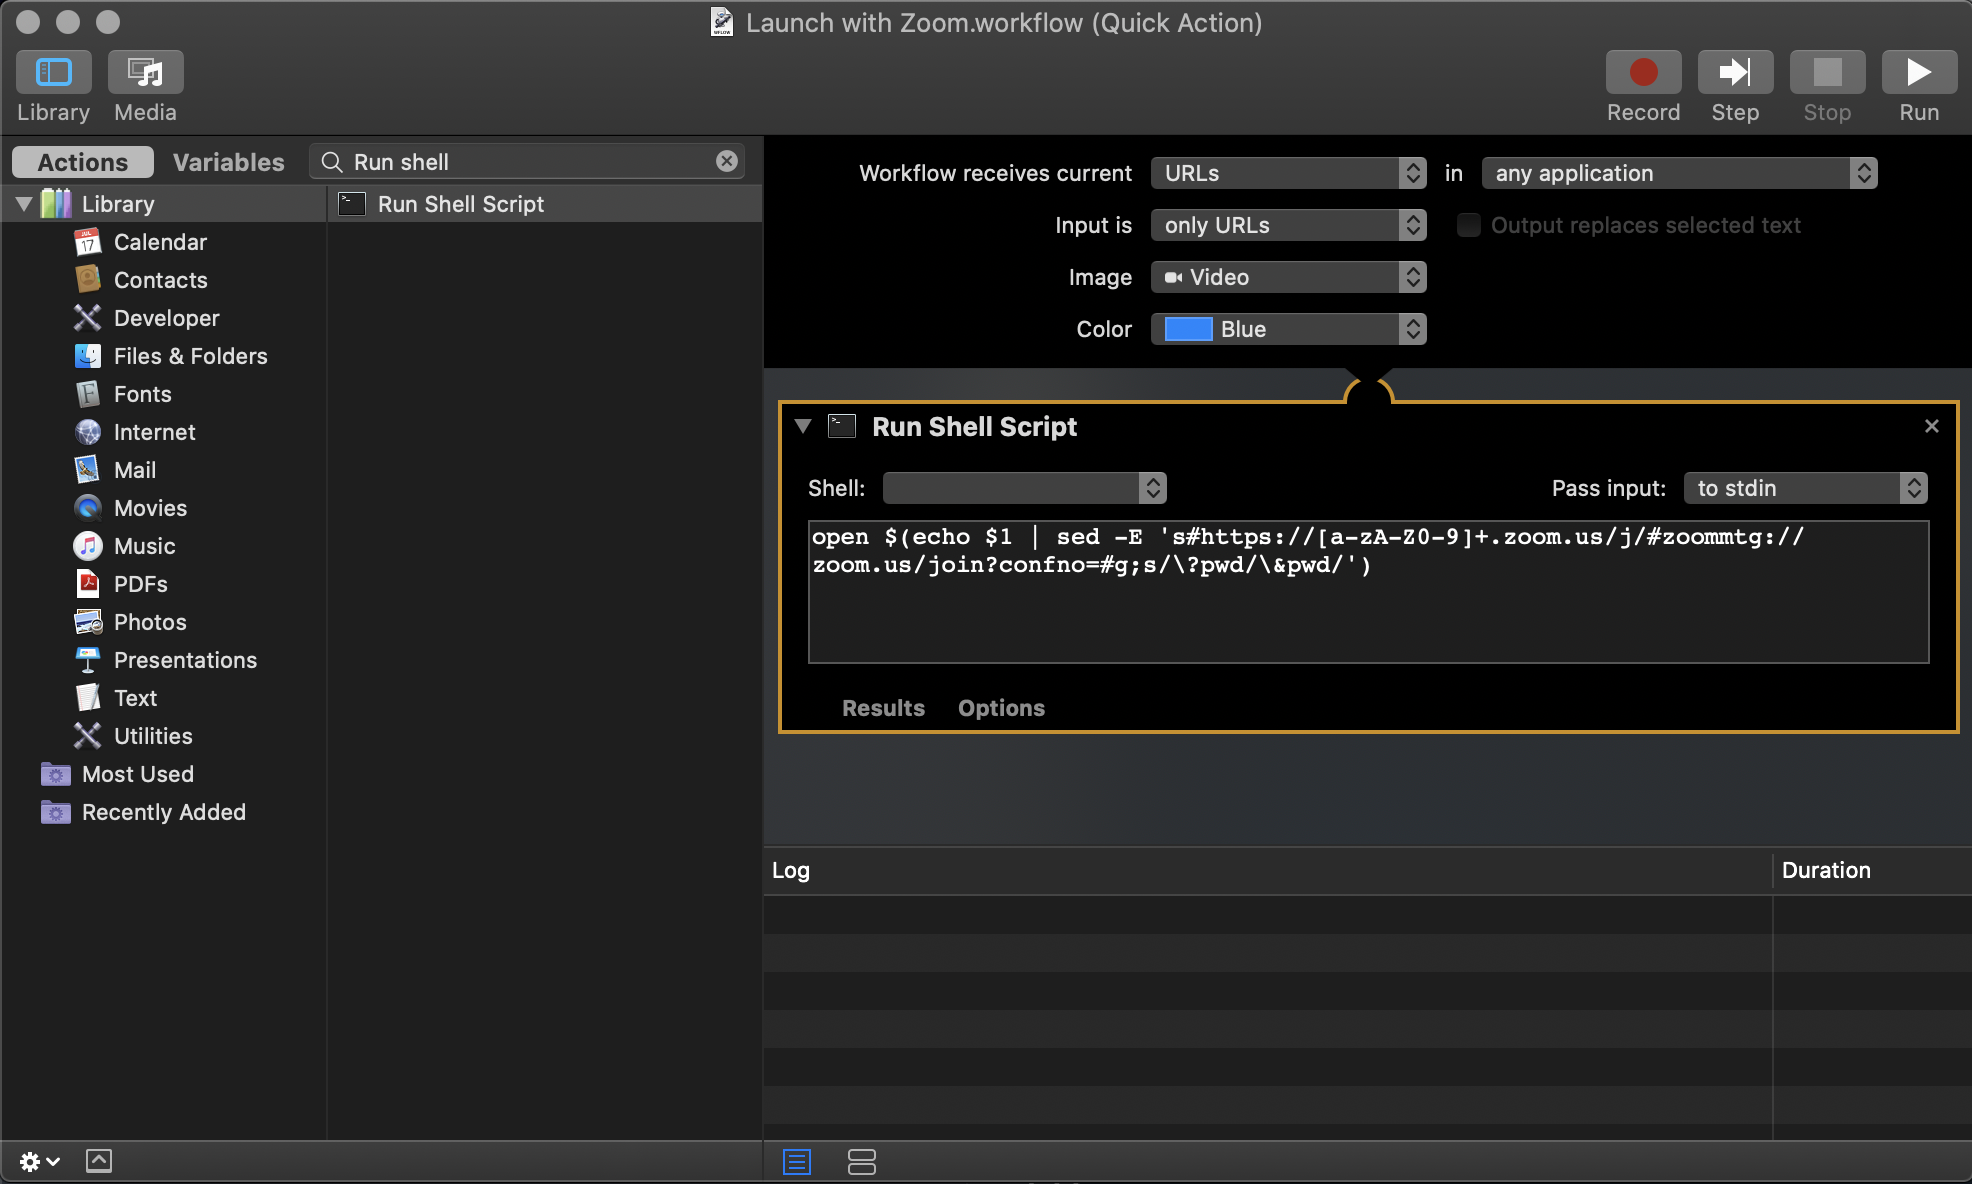 Launch with Zoom.workflow (Quick Action)
Library Media Record Step Stop Run
Actions Variables Run shell
Library
Calendar
Contacts
Developer
Files & Folders
Fonts
Internet
Mail
Movies
Music
PDFs
Photos
Presentations
Text
Utilities
Most Used
Recently Added
Run Shell Script
Workflow receives current URLs in any application
Input is only URLs Output replaces selected text
Image Video
Color Blue
Run Shell Script
Shell: Pass input: to stdin
open $(echo $1 | sed -E 's#https://[a-zA-Z0-9]+.zoom.us/j/#zoommtg://
zoom.us/join?confno=#g;s/\?pwd/\&pwd/')
Results Options
Log Duration